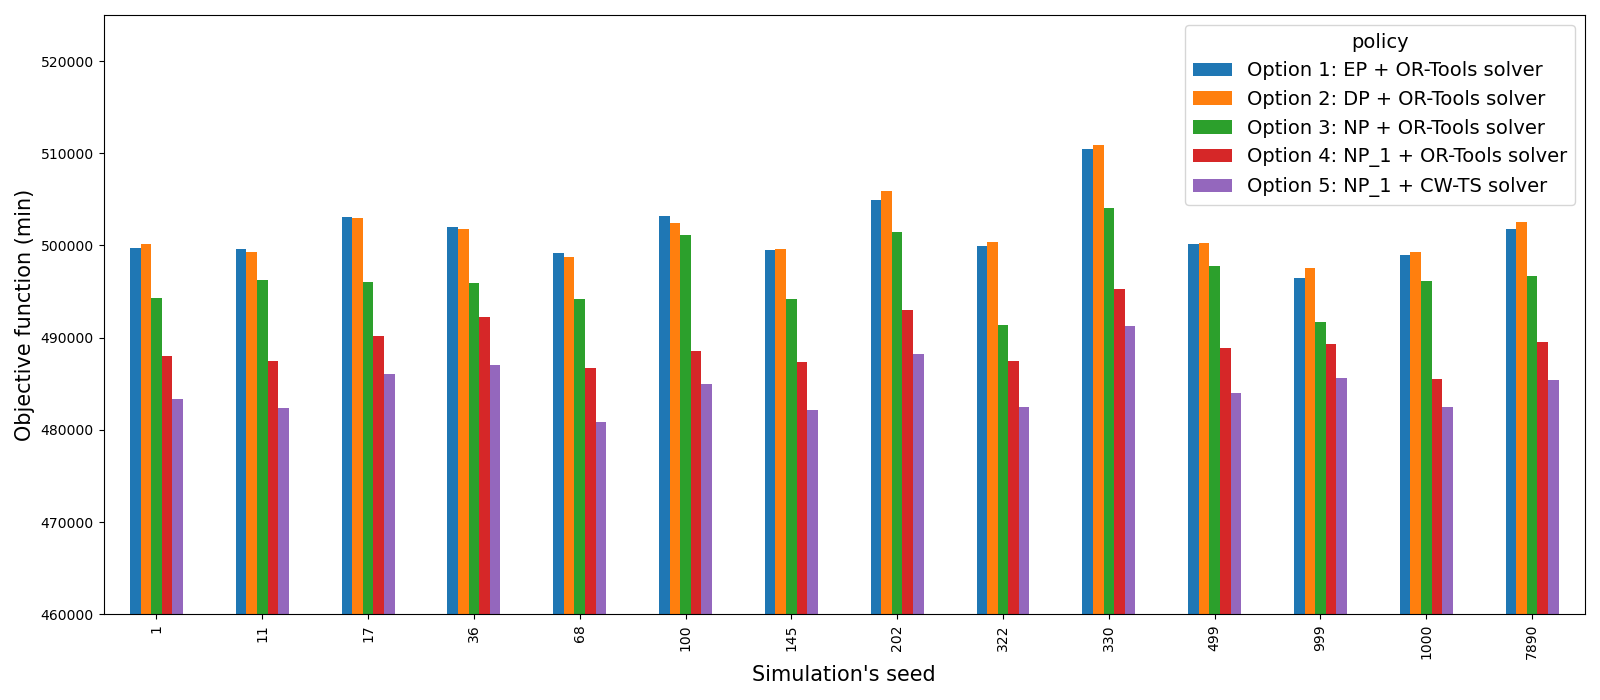 policy
Option 1: EP + OR-Tools solver
Option 2: DP + OR-Tools solver
Option 3: NP + OR-Tools solver
Option 4: NP_1 + OR-Tools solver
Option 5: NP_1 + CW-TS solver
Objective function (min)
520000
510000
500000
490000
480000
470000
460000
1 11 17 36 68 100 145 202 322 330 499 999 1000 7890
Simulation's seed